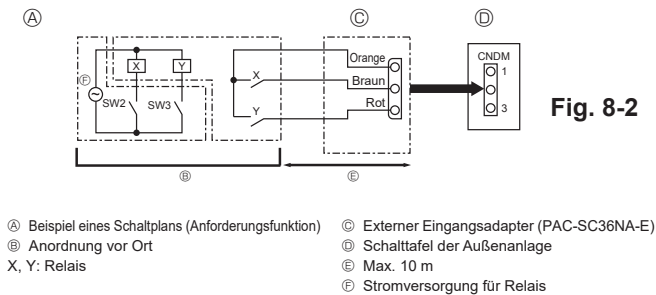 Ⓐ
Ⓒ
Ⓓ
Ⓕ
X
Y
SW2
SW3
X
Y
Orange
Braun
Rot
CNDM
1
3
Fig. 8-2
Ⓑ
Ⓔ
Ⓐ Beispiel eines Schaltplans (Anforderungsfunktion)
Ⓑ Anordnung vor Ort
X, Y: Relais
Ⓒ Externer Eingangsadapter (PAC-SC36NA-E)
Ⓓ Schalttafel der Außenanlage
Ⓔ Max. 10 m
Ⓕ Stromversorgung für Relais